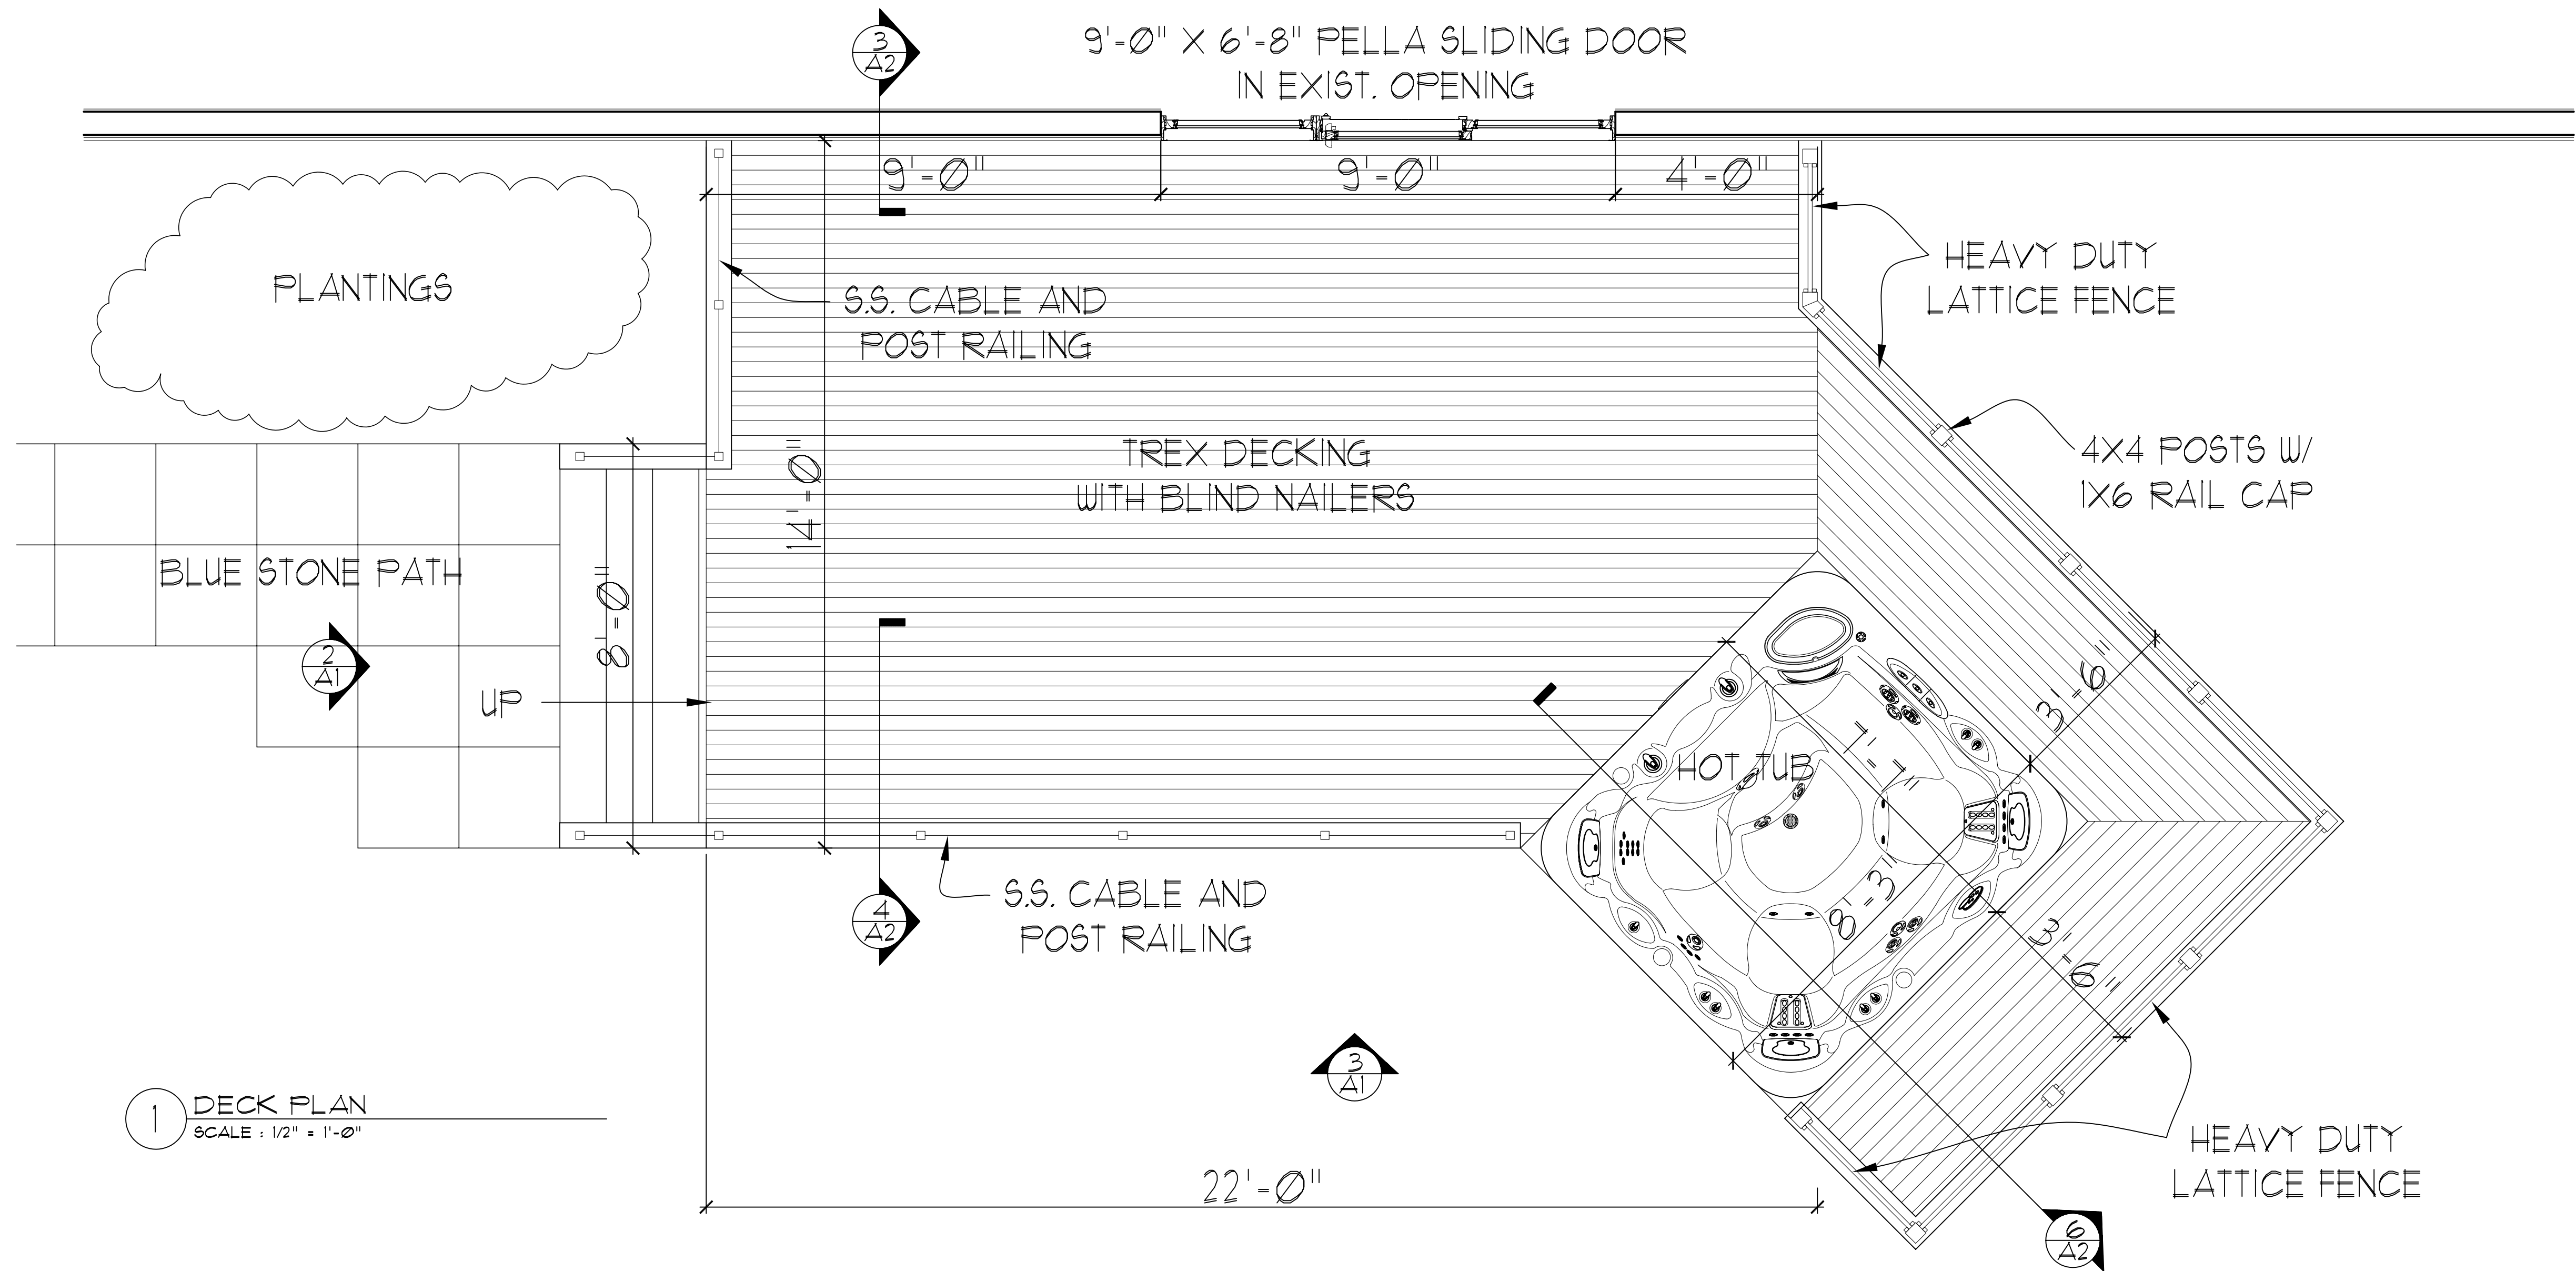 3
A2
9'-0" X 6'-8" PELLA SLIDING DOOR
IN EXIST. OPENING
9'-0"
9'-0"
4'-0"
PLANTINGS
S.S. CABLE AND
POST RAILING
HEAVY DUTY
LATTICE FENCE
14'-0"
TREX DECKING
WITH BLIND NAILERS
4X4 POSTS W/
1X6 RAIL CAP
BLUE STONE PATH
8'-0"
2
A1
UP
HOT TUB
7'-7"
3'-6"
8'-3"
3'-6"
4
A2
S.S. CABLE AND
POST RAILING
3
A1
1
DECK PLAN
SCALE : 1/2" = 1'-0"
22'-0"
HEAVY DUTY
LATTICE FENCE
6
A2